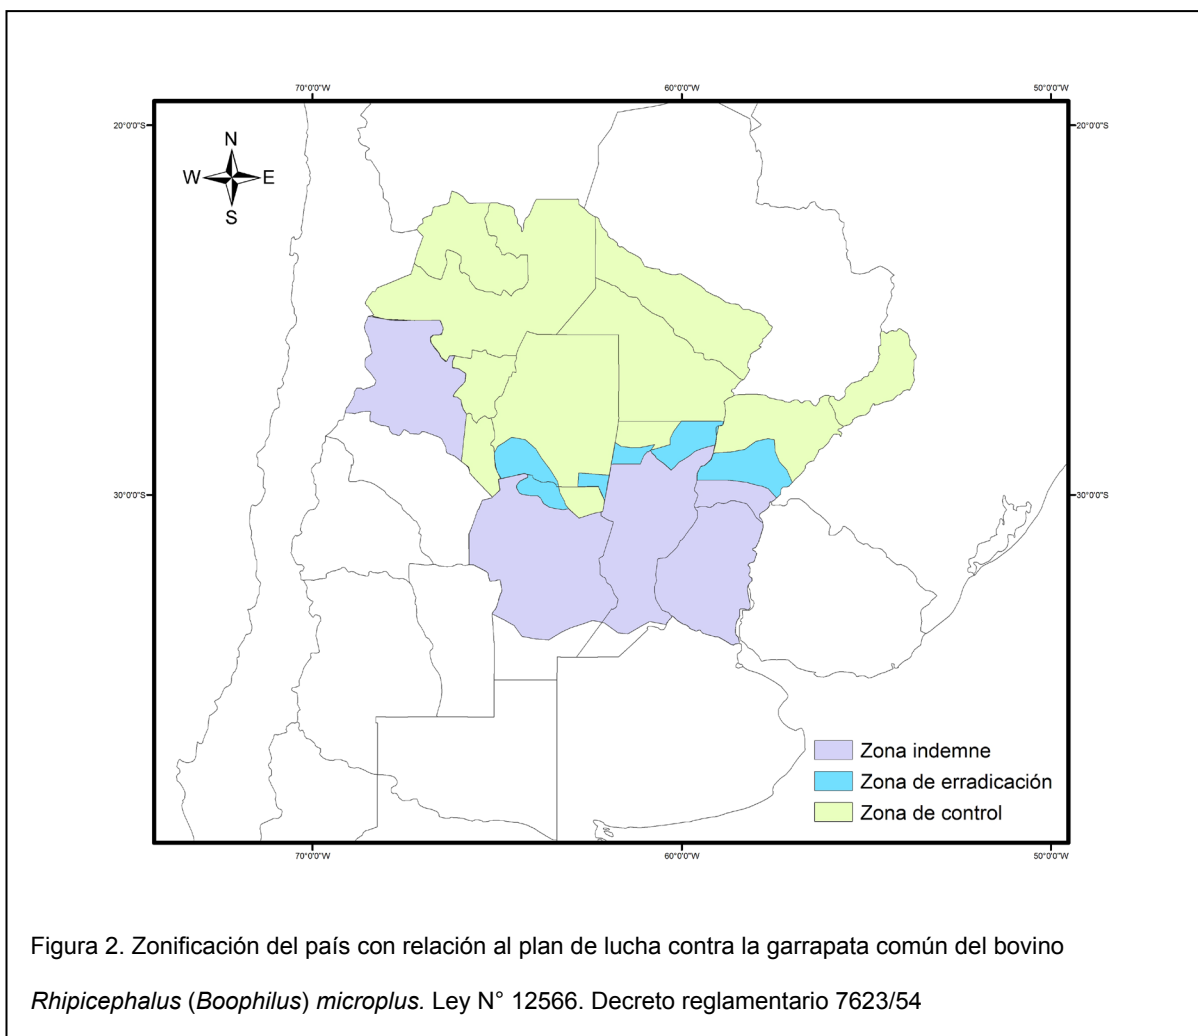 70°0'0"W 60°0'0"W 50°0'0"W
20°0'0"S 20°0'0"S
N
W E
S
30°0'0"S 30°0'0"S
Zona indemne
Zona de erradicación
Zona de control
70°0'0"W 60°0'0"W 50°0'0"W
Figura 2. Zonificación del país con relación al plan de lucha contra la garrapata común del bovino
Rhipicephalus (Boophilus) microplus. Ley N° 12566. Decreto reglamentario 7623/54